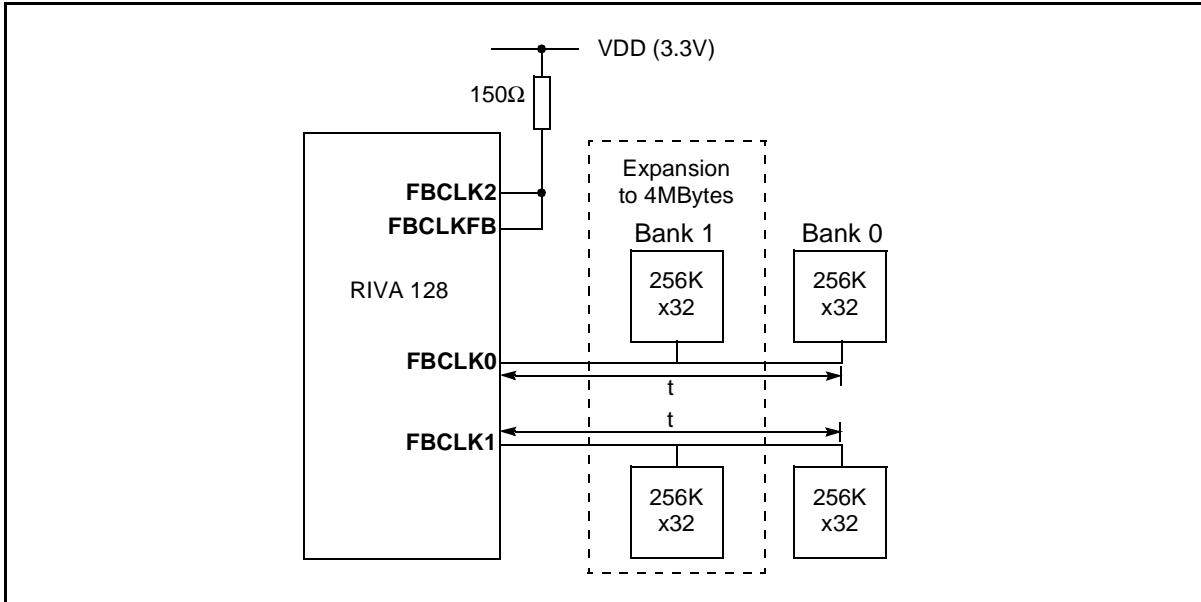 VDD (3.3V)
150Ω
FBCLK2
FBCLKFB
RIVA 128
FBCLK0
FBCLK1
Expansion
to 4MBytes
Bank 1
Bank 0
256K
x32
256K
x32
t
t
256K
x32
256K
x32